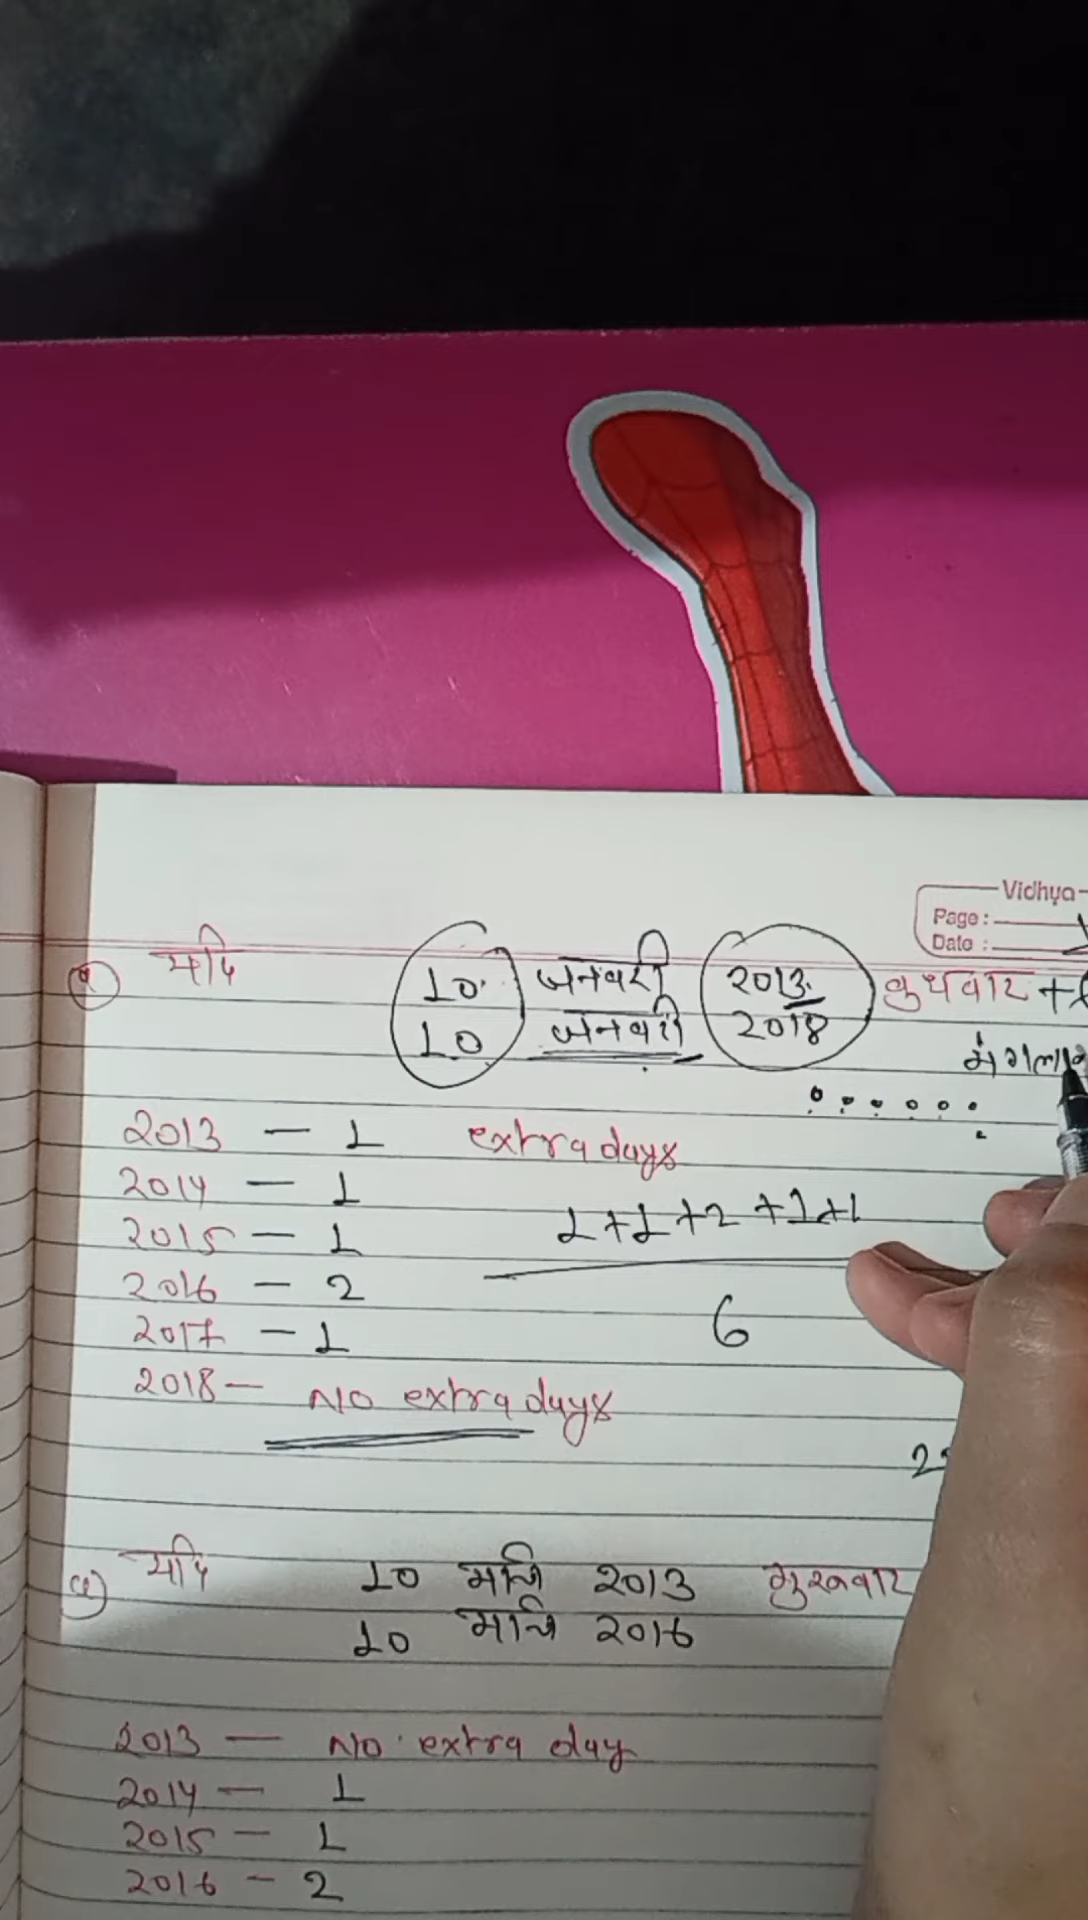 Vidhya-
Page :
Date :
यदि 10 जनवरी 2013 बुधवार +
10 जनवरी 2018 मंगलवा
2013 — 1 extra days
2014 — 1
1+1+2+1+1
2015 — 1
2016 — 2
6
2017 — 1
2018 — No extra days
2
यदि 10 मार्च 2013 गुरुवार
10 मार्च 2016
2013 — No extra day
2014 — 1
2015 — 1
2016 — 2